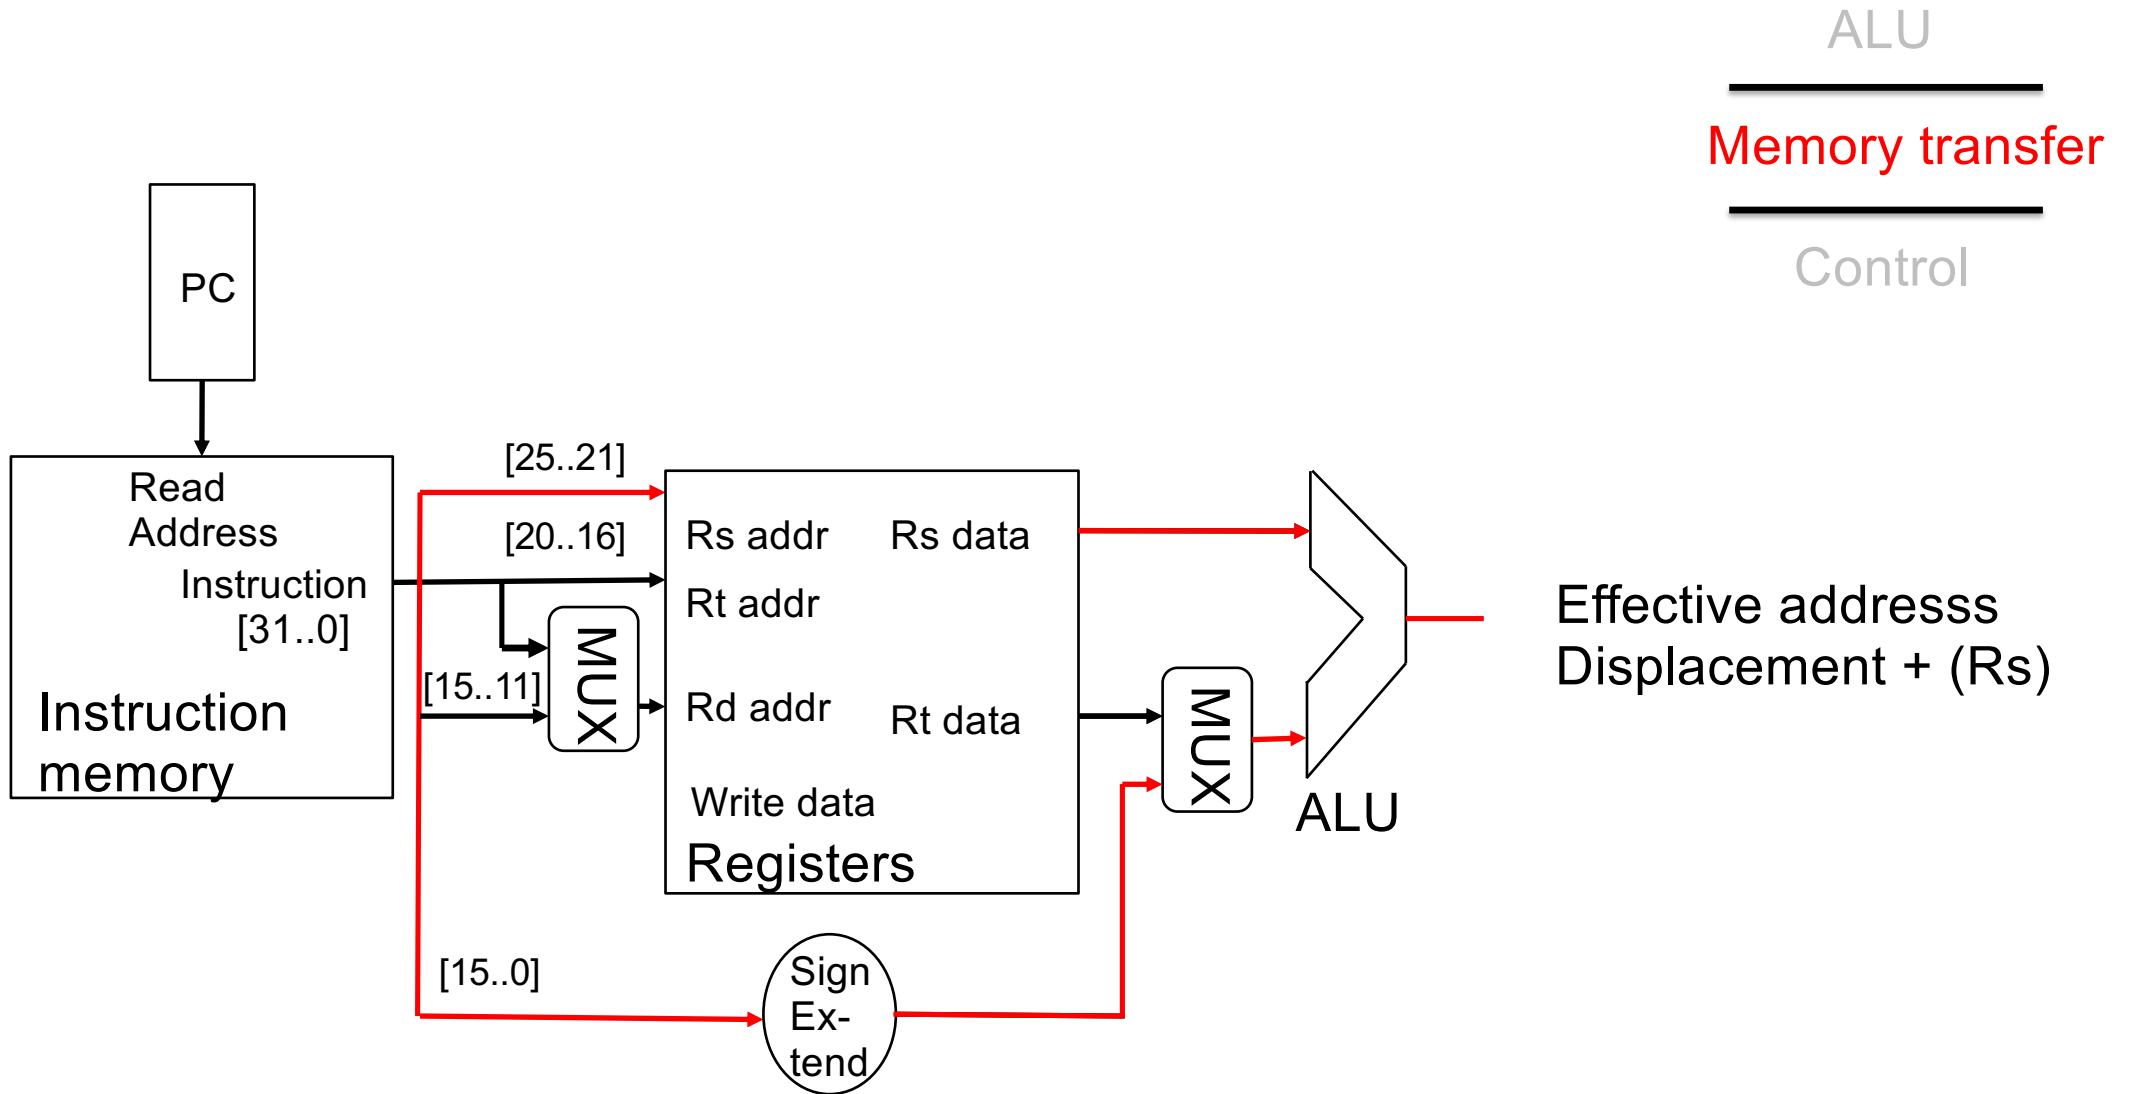 ALU
Memory transfer
Control
PC
Read
Address
Instruction
[31..0]
Instruction
memory
[25..21]
[20..16]
[15..11]
MUX
Rs addr
Rs data
Rt addr
Rd addr
Rt data
Write data
Registers
MUX
ALU
Effective addresss
Displacement + (Rs)
[15..0]
Sign
Ex-
tend